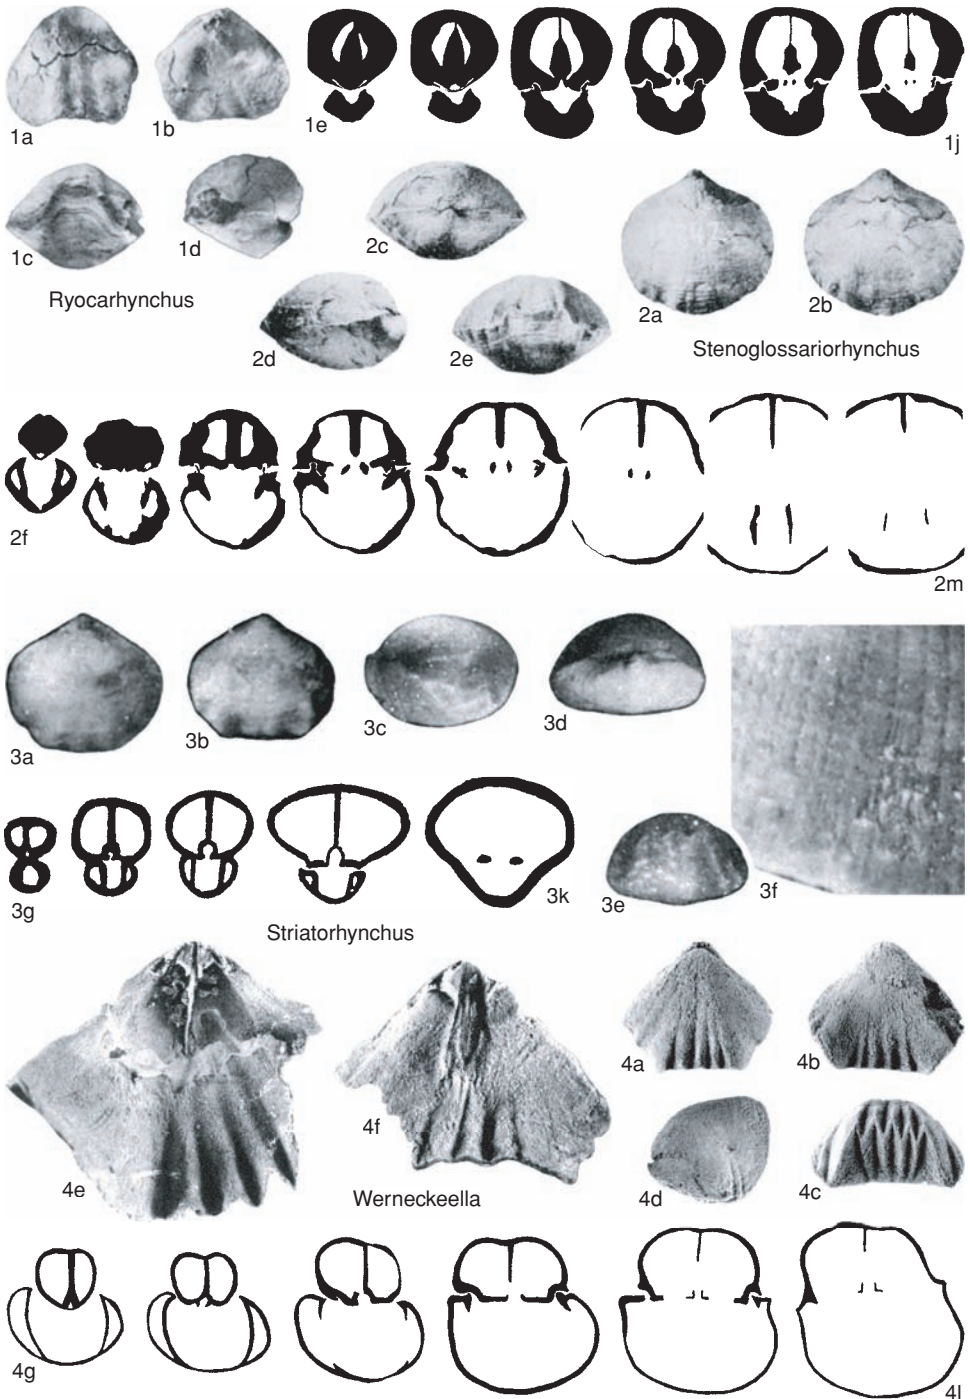 1a
1b
1e
1j
1c
1d
2c
Ryocarhynchus
2a
2b
2d
2e
Stenoglossariorhynchus
2f
2m
3a
3b
3c
3d
3g
3k
3e
3f
Striatorhynchus
4a
4b
4f
4e
Werneckeella
4d
4c
4g
4l